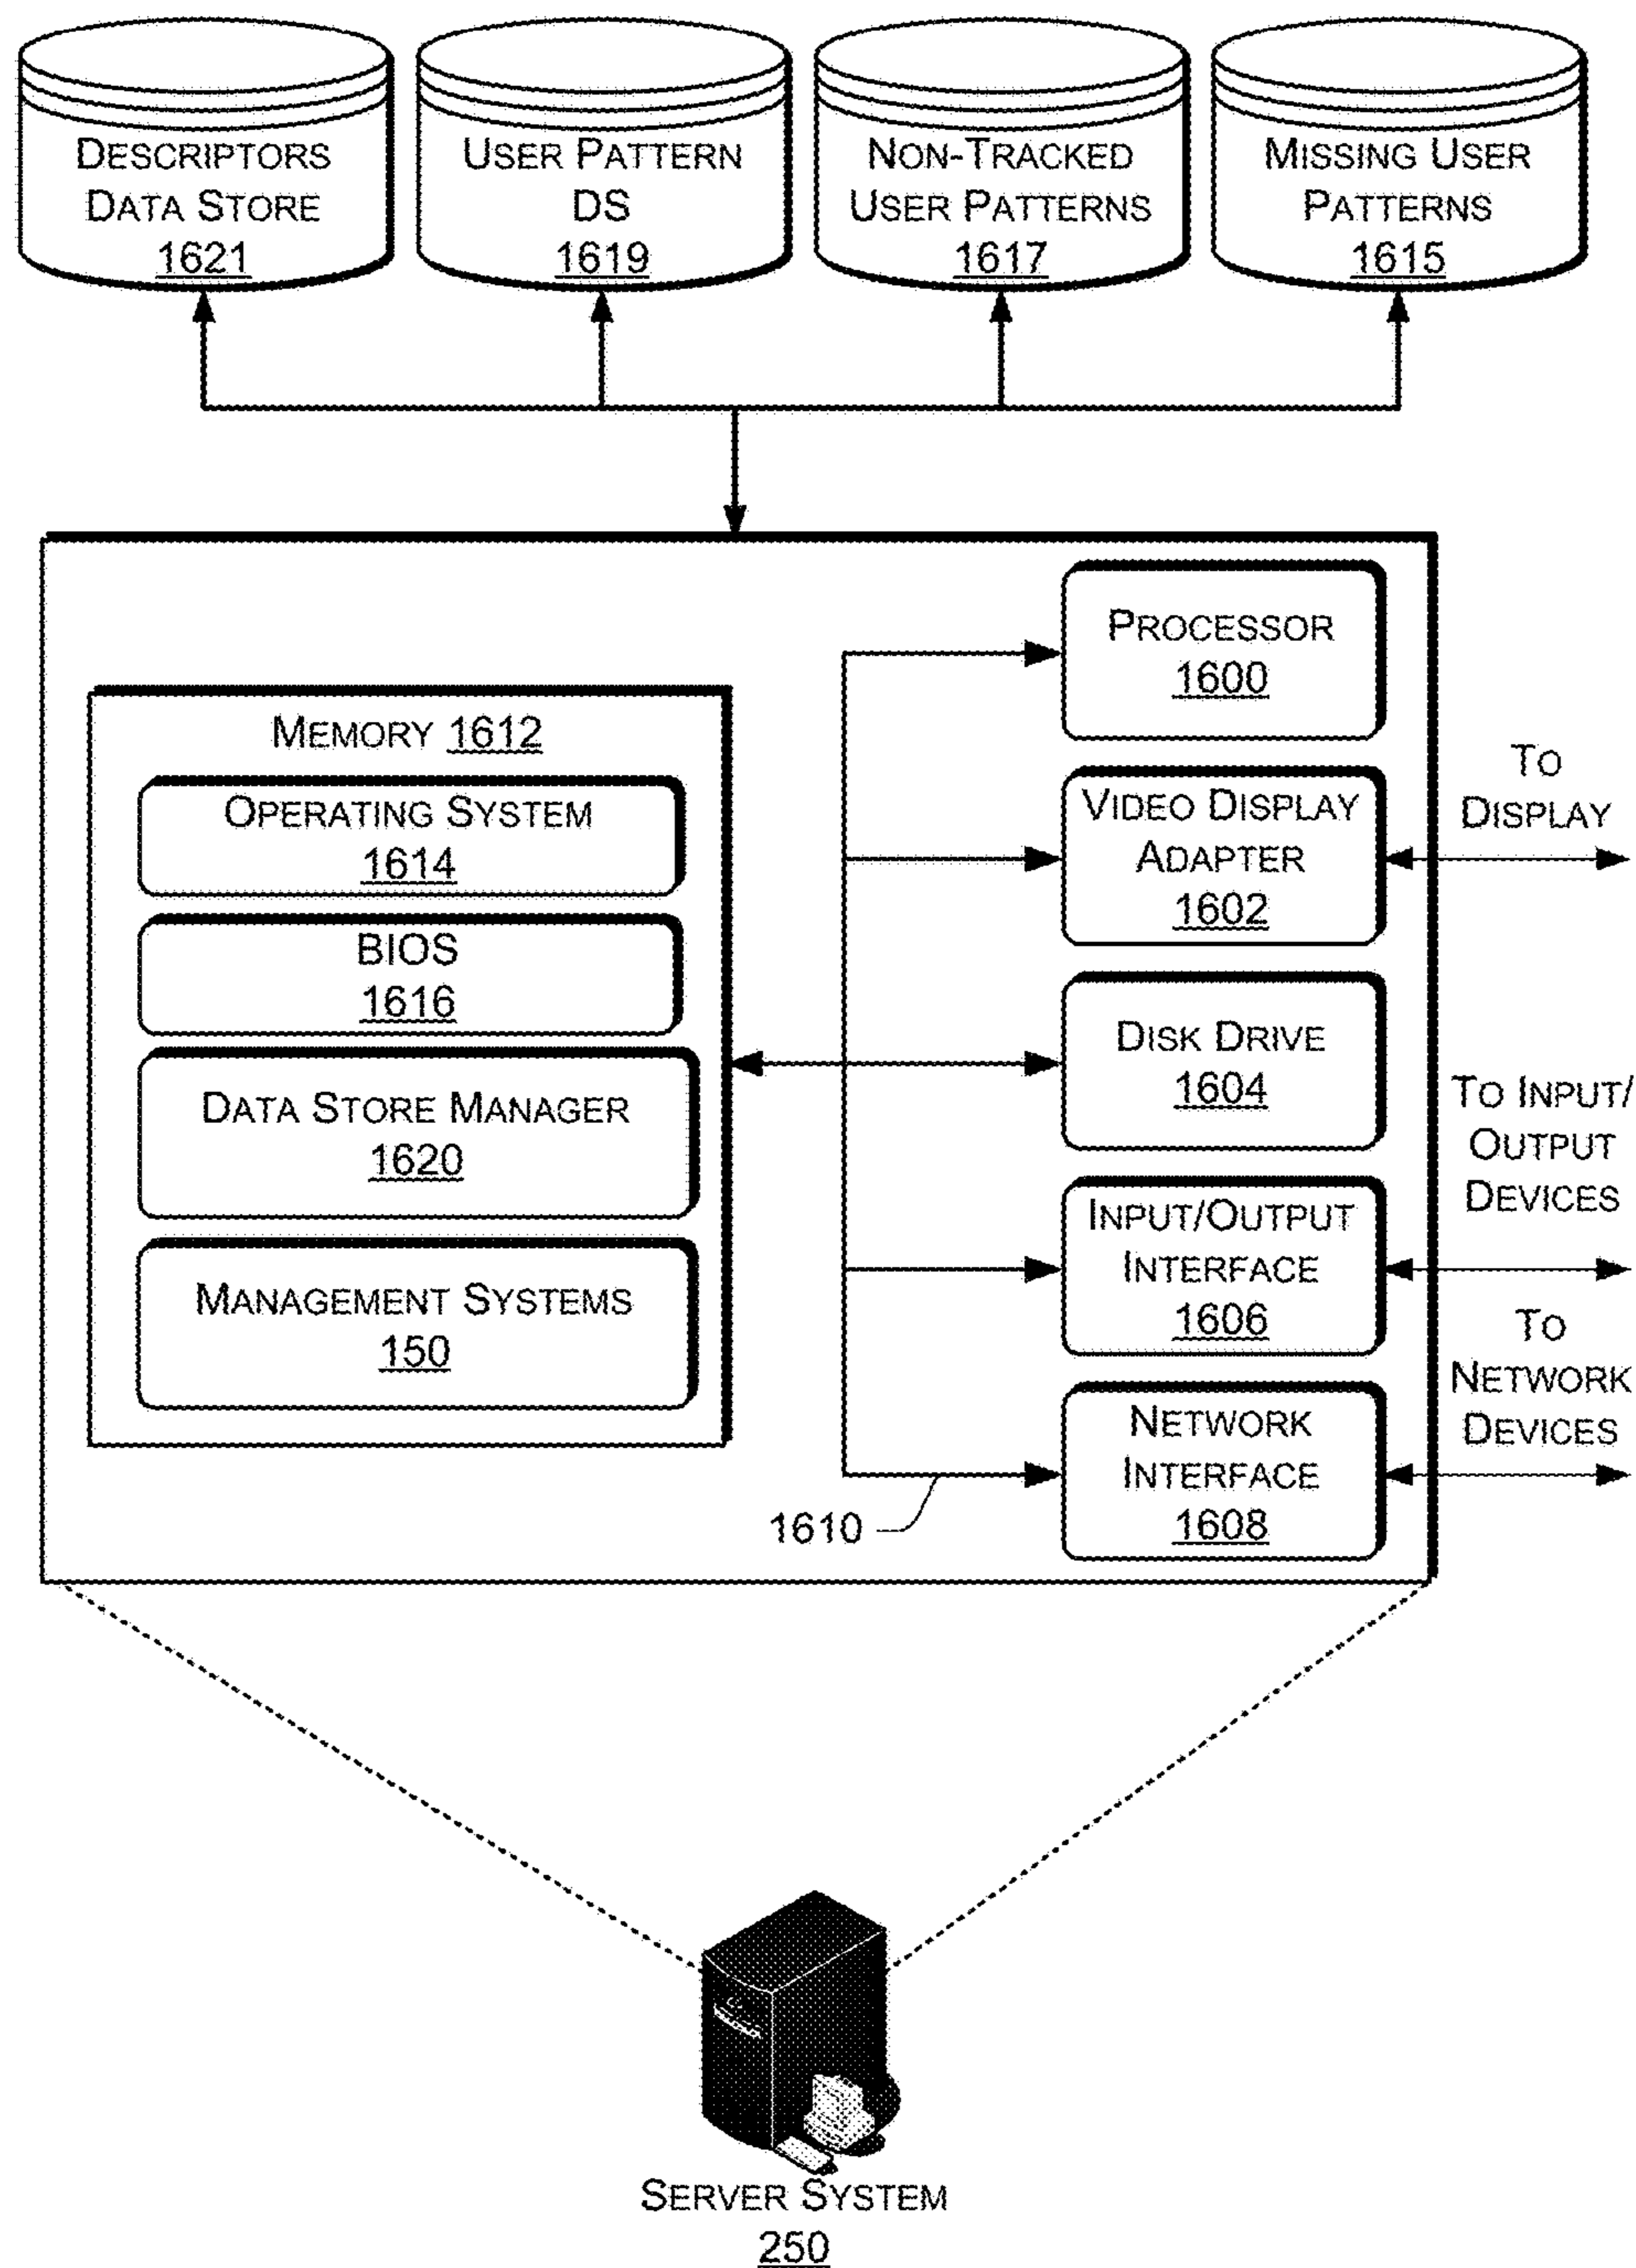 DESCRIPTORS
DATA STORE
1621
USER PATTERN
DS
1619
NON-TRACKED
USER PATTERNS
1617
MISSING USER
PATTERNS
1615
MEMORY 1612
OPERATING SYSTEM
1614
BIOS
1616
DATA STORE MANAGER
1620
MANAGEMENT SYSTEMS
150
PROCESSOR
1600
VIDEO DISPLAY
ADAPTER
1602
DISK DRIVE
1604
INPUT/OUTPUT
INTERFACE
1606
NETWORK
INTERFACE
1608
1610
TO
DISPLAY
TO INPUT/
OUTPUT
DEVICES
TO
NETWORK
DEVICES
SERVER SYSTEM
250